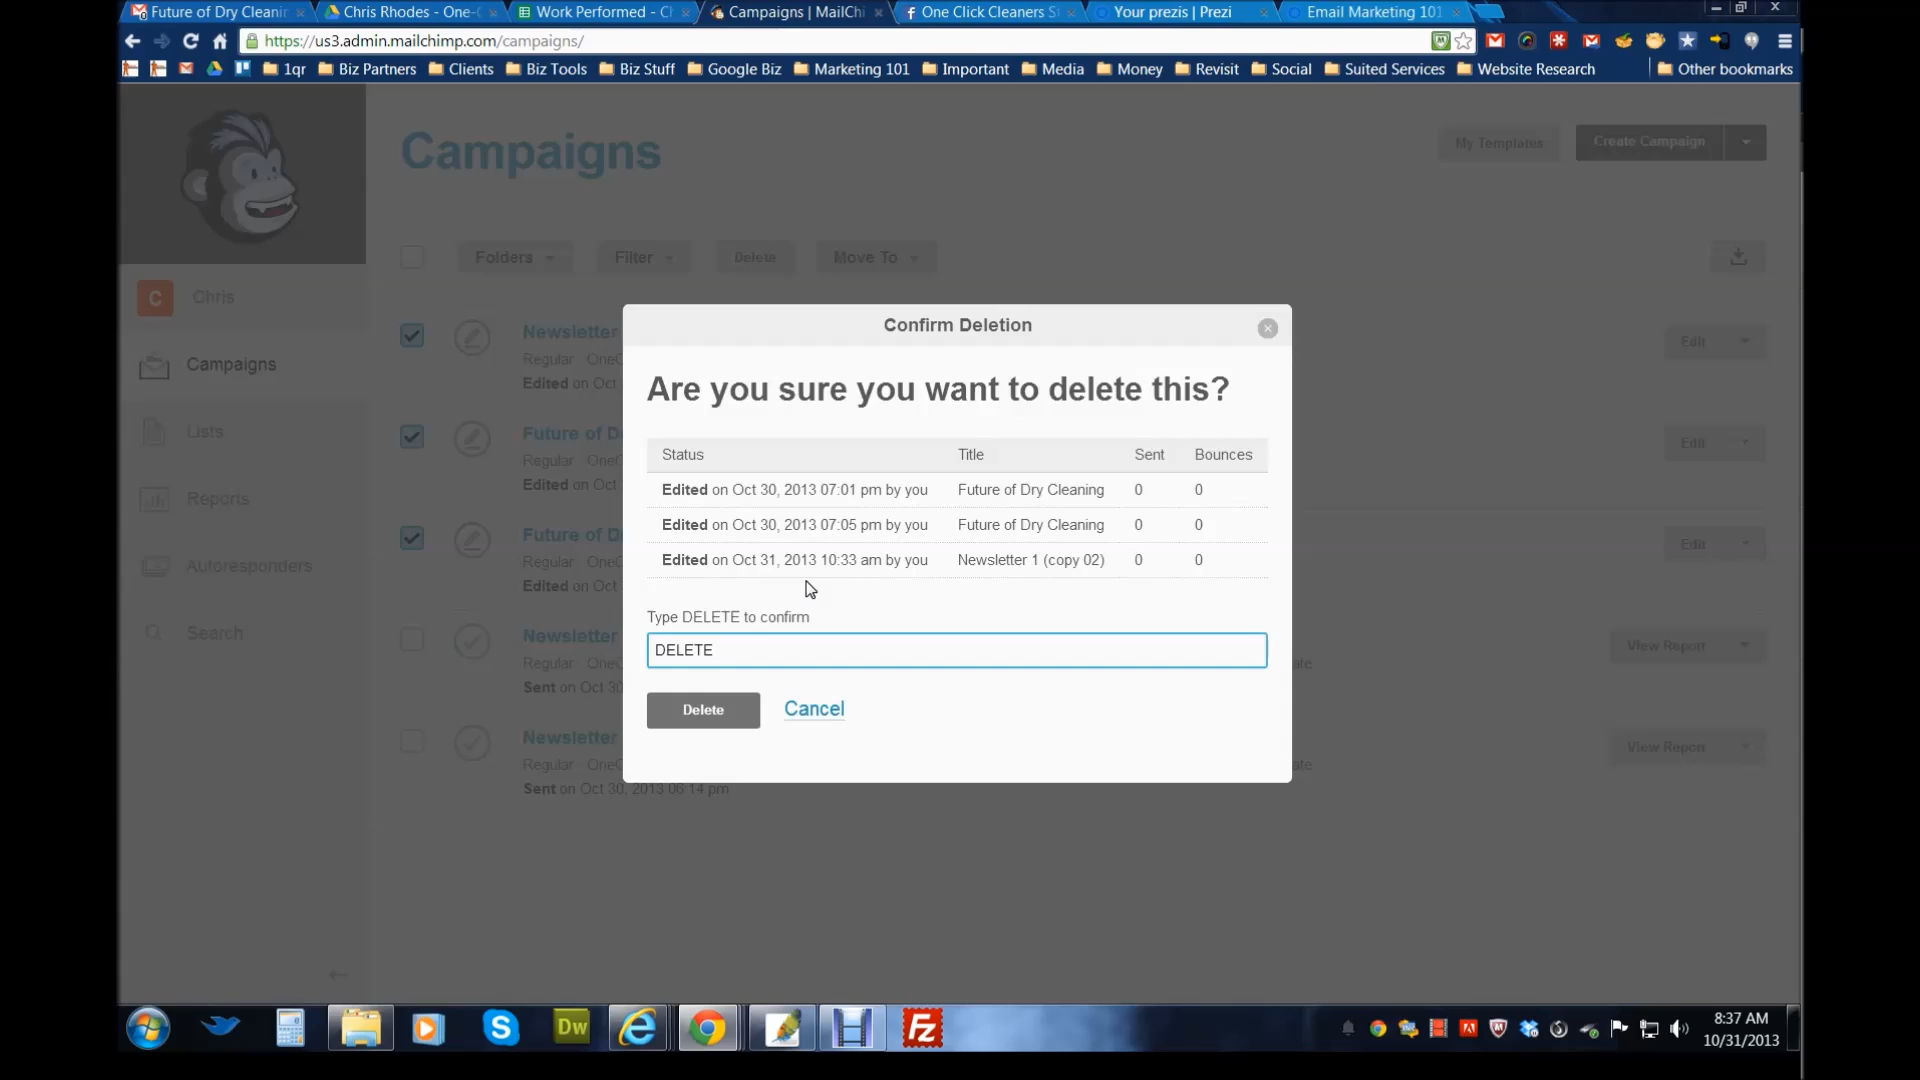 Future of Dry Cleanin
Chris Rhodes - One-C
Work Performed - Ch
Campaigns | MailChi
One Click Cleaners St
Your prezis | Prezi
Email Marketing 101
https://us3.admin.mailchimp.com/campaigns/
1qr
Biz Partners
Clients
Biz Tools
Biz Stuff
Google Biz
Marketing 101
Important
Media
Money
Revisit
Social
Suited Services
Website Research
Other bookmarks
Campaigns
My Templates
Create Campaign
Folders
Filter
Delete
Move To
C
Chris
Campaigns
Lists
Reports
Autoresponders
Search
Newsletter
Regular
Edited on Oct
Edit
Future of D
Regular
Edited on Oct
Edit
Future of D
Regular
Edited on Oct
Edit
Newsletter
Regular
Sent on Oct 30
View Report
Newsletter
Regular
Sent on Oct 30, 2013 06:14 pm
View Report
Confirm Deletion
Are you sure you want to delete this?
Status Title Sent Bounces
Edited on Oct 30, 2013 07:01 pm by you Future of Dry Cleaning 0 0
Edited on Oct 30, 2013 07:05 pm by you Future of Dry Cleaning 0 0
Edited on Oct 31, 2013 10:33 am by you Newsletter 1 (copy 02) 0 0
Type DELETE to confirm
DELETE
Delete
Cancel
Dw
Fz
8:37 AM
10/31/2013